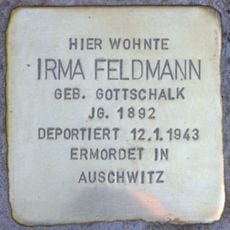 HIER WOHNTE
IRMA FELDMANN
GEB. GOTTSCHALK
JG. 1892
DEPORTIERT 12.1.1943
ERMORDET IN
AUSCHWITZ